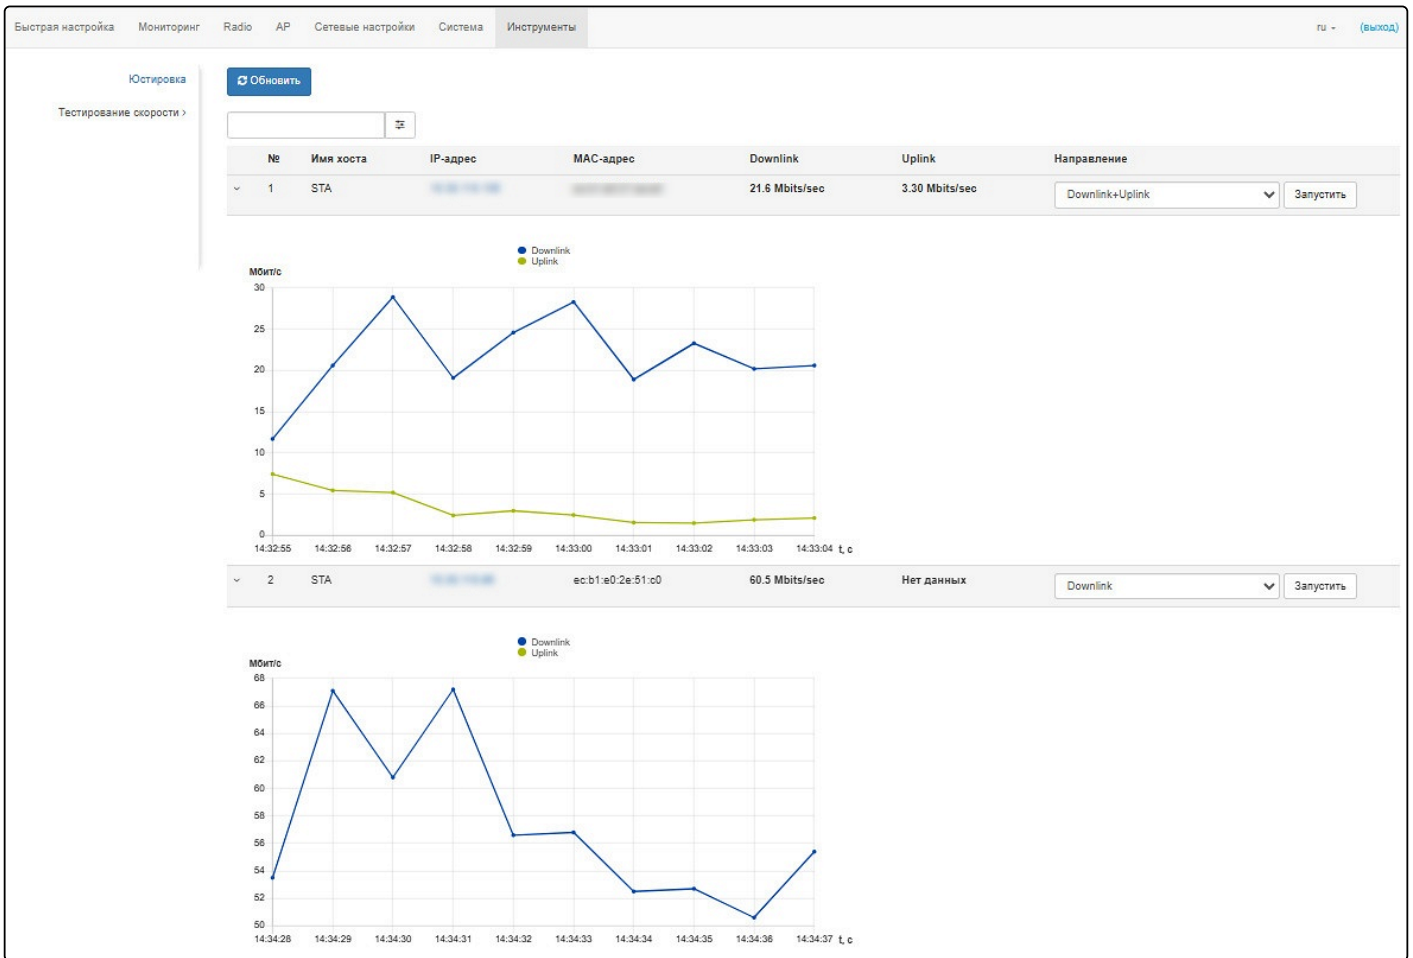 Быстрая настройка Мониторинг Radio AP Сетевые настройки Система Инструменты ru (выход)
Юстировка
Обновить
Тестирование скорости >
№ Имя хоста IP-адрес MAC-адрес Downlink Uplink Направление
1 STA 21.6 Mbits/sec 3.30 Mbits/sec Downlink+Uplink Запустить
Downlink
Uplink
Мбит/с
30
25
20
15
10
5
0
14:32:55 14:32:56 14:32:57 14:32:58 14:32:59 14:33:00 14:33:01 14:33:02 14:33:03 14:33:04 t, c
2 STA ec:b1:e0:2e:51:c0 60.5 Mbits/sec Нет данных Downlink Запустить
Downlink
Uplink
Мбит/с
68
66
64
62
60
58
56
54
52
50
14:34:28 14:34:29 14:34:30 14:34:31 14:34:32 14:34:33 14:34:34 14:34:35 14:34:36 14:34:37 t, c